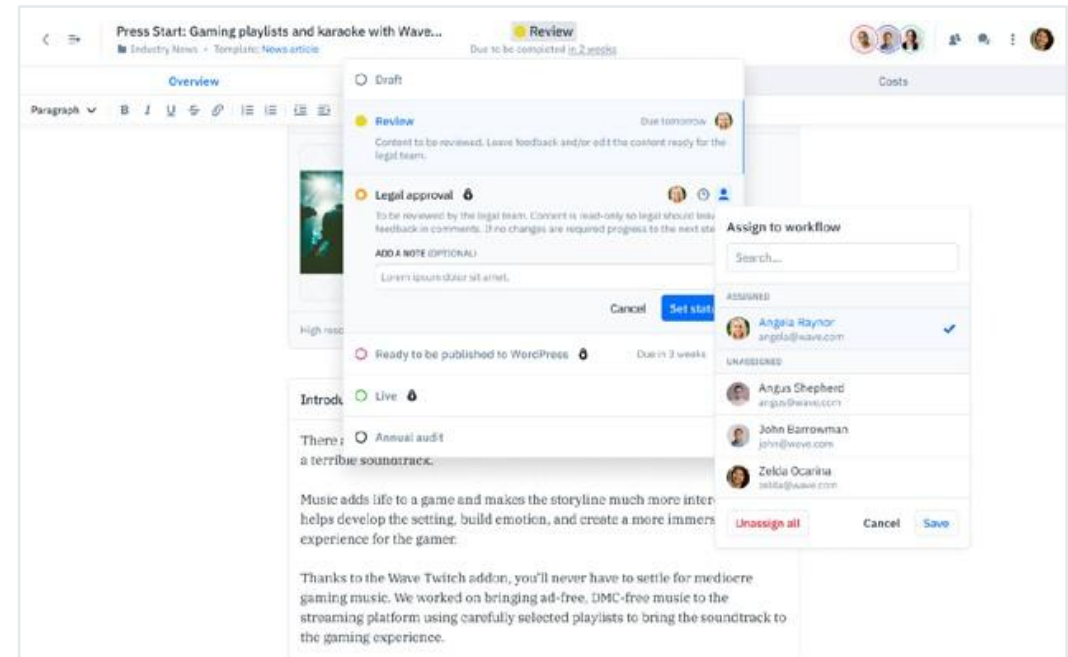 Press Start: Gaming playlists and karaoke with Wave...
Industry News • Template: News article
Review
Due to be completed in 2 weeks
Overview
Costs
Paragraph
B I U S
Draft
Review
Due tomorrow
Content to be reviewed. Leave feedback and/or edit the content ready for the
legal team.
Legal approval
To be reviewed by the legal team. Content is read-only so legal should
feedback in comments. If no changes are required progress to the next
ADD A NOTE (OPTIONAL)
Lorem ipsum dolor sit amet.
Cancel
Set stat
Ready to be published to WordPress
Due in 3 weeks
Live
Annual audit
Assign to workflow
Search...
ASSIGNED
Angela Raynor
angela@wave.com
UNASSIGNED
Angus Shepherd
angus@wave.com
John Barrowman
john@wave.com
Zelda Ocarina
zelda@wave.com
Unassign all
Cancel
Save
High
Introdu
There
a terrible soundtrack.
Music adds life to a game and makes the storyline much more inter
helps develop the setting, build emotion, and create a more immers
experience for the gamer.
Thanks to the Wave Twitch addon, you'll never have to settle for mediocre
gaming music. We worked on bringing ad-free, DMC-free music to the
streaming platform using carefully selected playlists to bring the soundtrack to
the gaming experience.